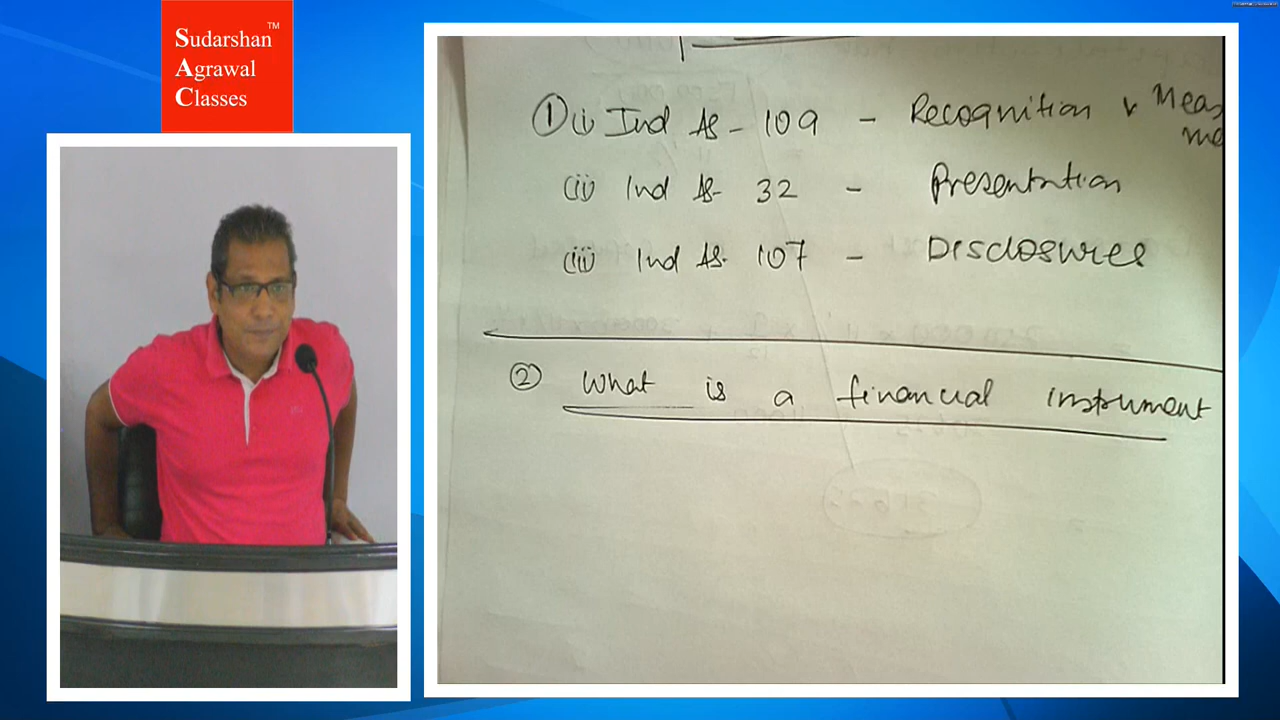 Sudarshan™
Agrawal
Classes
① (i) Ind AS - 109 - Recognition & Meas
me
(ii) Ind AS - 32 - Presentation
(iii) Ind AS - 107 - Disclosures
② What is a financial instrument